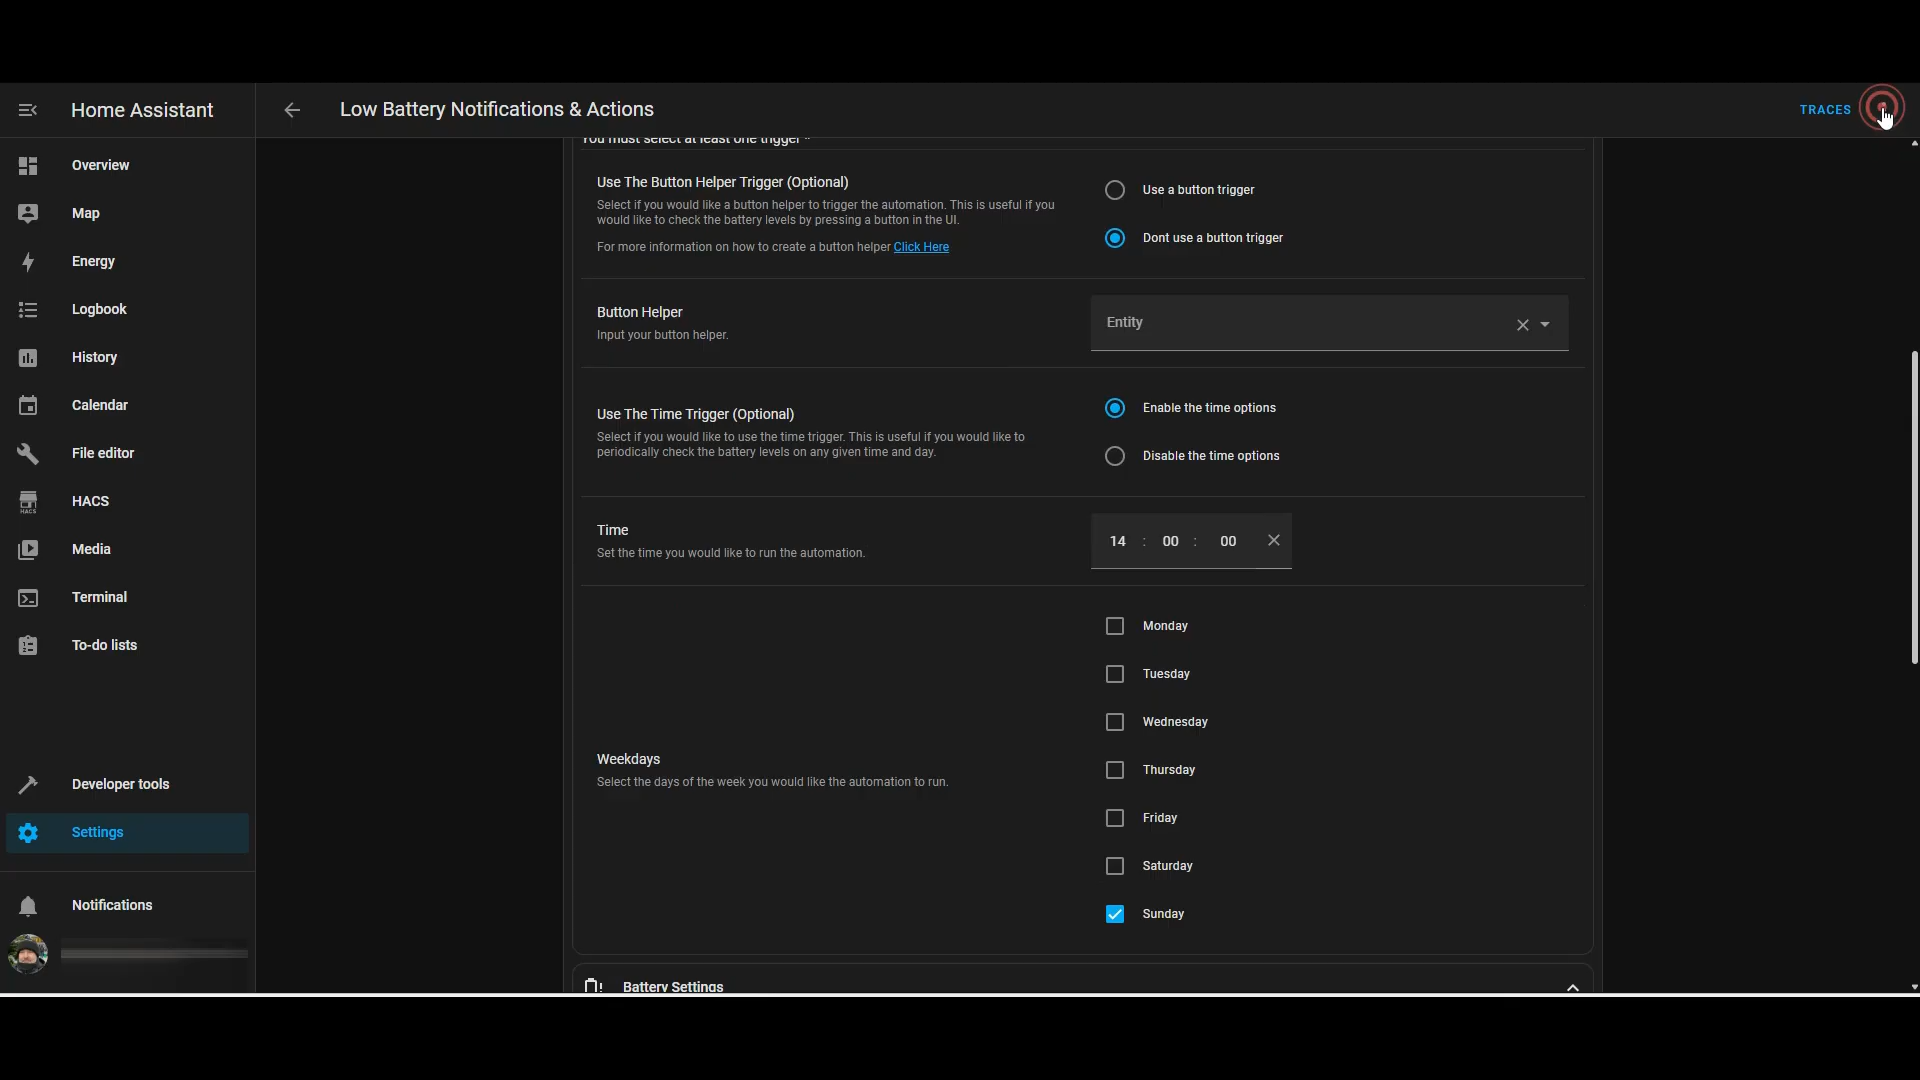 Home Assistant
Low Battery Notifications & Actions
TRACES
Overview
Map
Energy
Logbook
History
Calendar
File editor
HACS
HACS
Media
Terminal
To-do lists
Developer tools
Settings
Notifications
You must select at least one trigger *
Use The Button Helper Trigger (Optional)
Select if you would like a button helper to trigger the automation. This is useful if you
would like to check the battery levels by pressing a button in the UI.
For more information on how to create a button helper Click Here
Use a button trigger
Dont use a button trigger
Button Helper
Input your button helper.
Entity
Use The Time Trigger (Optional)
Select if you would like to use the time trigger. This is useful if you would like to
periodically check the battery levels on any given time and day.
Enable the time options
Disable the time options
Time
Set the time you would like to run the automation.
14 : 00 : 00
Weekdays
Select the days of the week you would like the automation to run.
Monday
Tuesday
Wednesday
Thursday
Friday
Saturday
Sunday
Battery Settings